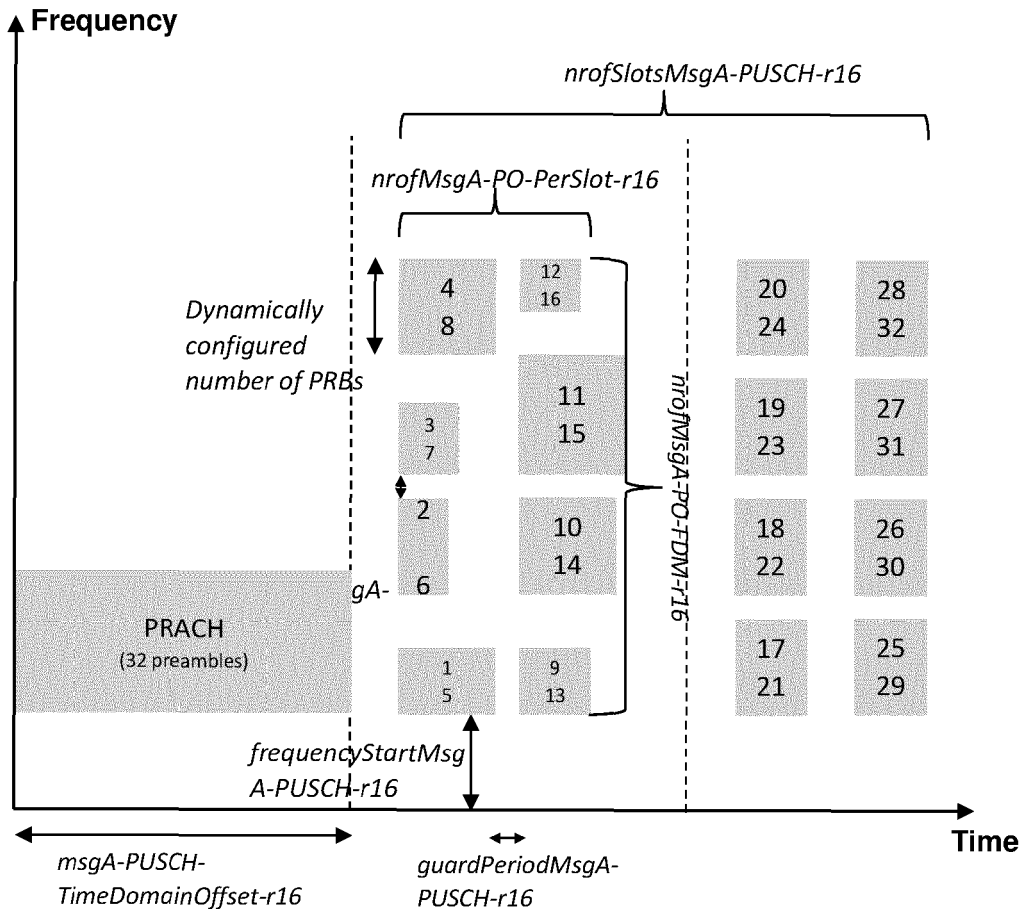 Frequency
nrofSlotsMsgA-PUSCH-r16
nrofMsgA-PO-PerSlot-r16
Dynamically
configured
number of PRBs
4
8
12
16
20
24
28
32
3
7
11
15
19
23
27
31
2
6
10
14
18
22
26
30
gA-
nrofMsgA-PO-FDM-r16
PRACH
(32 preambles)
1
5
9
13
17
21
25
29
frequencyStartMsg
A-PUSCH-r16
Time
msgA-PUSCH-
TimeDomainOffset-r16
guardPeriodMsgA-
PUSCH-r16